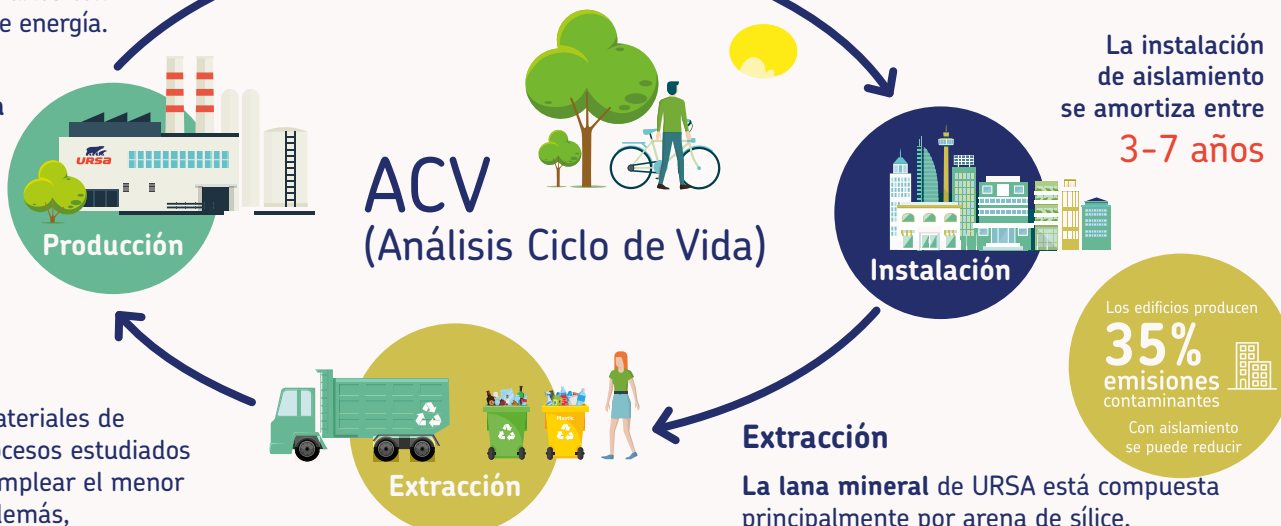 e energía.
a
URSA
Producción
ACV
(Análisis Ciclo de Vida)
La instalación
de aislamiento
se amortiza entre
3-7 años
Instalación
Los edificios producen
35%
emisiones
contaminantes
Con aislamiento
se puede reducir
Extracción
Extracción
La lana mineral de URSA está compuesta
principalmente por arena de sílice,
ateriales de
ocesos estudiados
mplear el menor
demás,